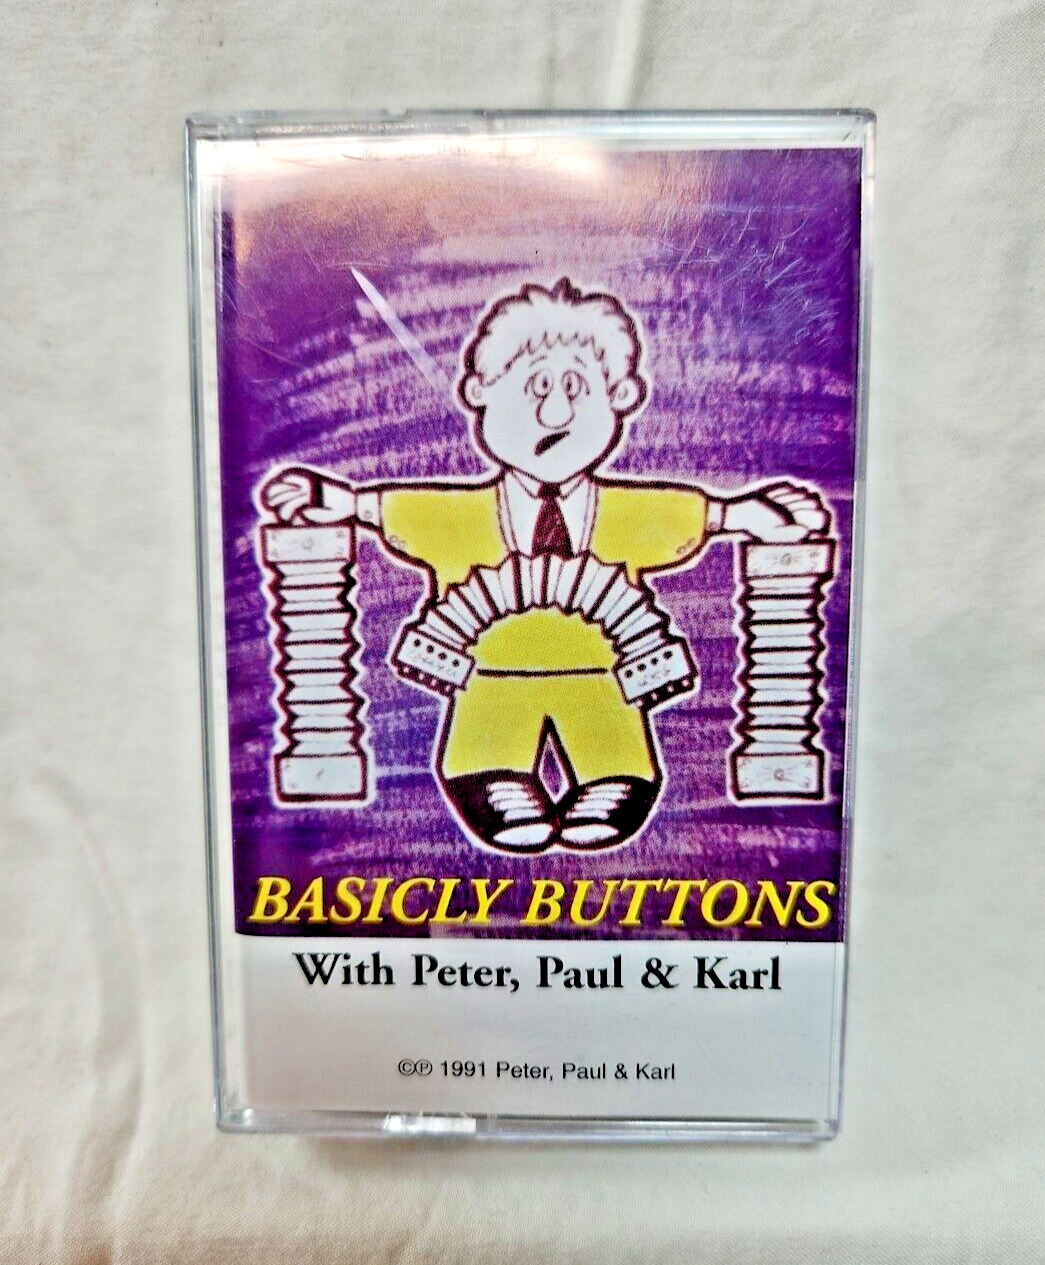 BASICLY BUTTONS
With Peter, Paul & Karl
©℗ 1991 Peter, Paul & Karl